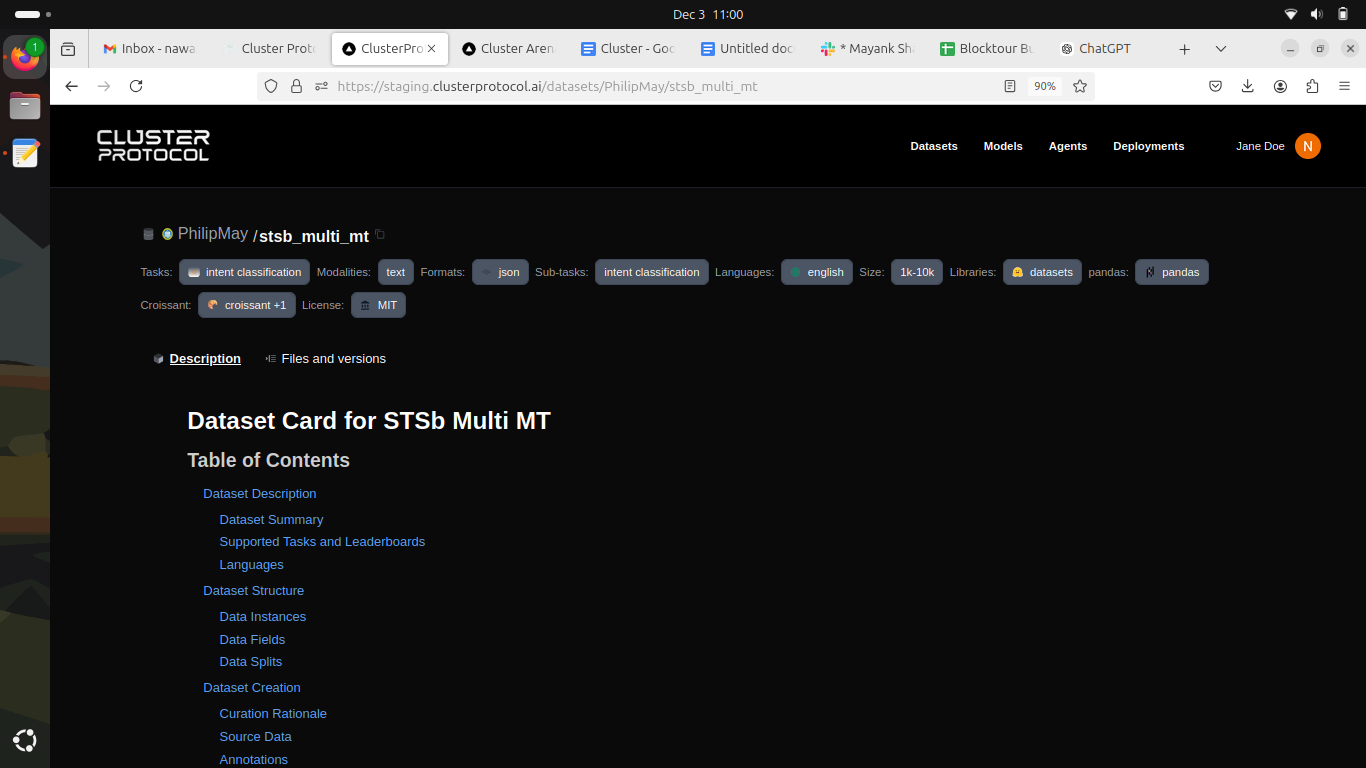 Dec 3 11:00
1
Inbox - nawa
Cluster Proto
ClusterPro
Cluster Aren
Cluster - Goo
Untitled doc
* Mayank Sh
Blocktour Bu
ChatGPT
https://staging.clusterprotocol.ai/datasets/PhilipMay/stsb_multi_mt
90%
CLUSTER
PROTOCOL
Datasets Models Agents Deployments Jane Doe N
PhilipMay /stsb_multi_mt
Tasks: intent classification Modalities: text Formats: json Sub-tasks: intent classification Languages: english Size: 1k-10k Libraries: datasets pandas: pandas
Croissant: croissant +1 License: MIT
Description Files and versions
Dataset Card for STSb Multi MT
Table of Contents
Dataset Description
Dataset Summary
Supported Tasks and Leaderboards
Languages
Dataset Structure
Data Instances
Data Fields
Data Splits
Dataset Creation
Curation Rationale
Source Data
Annotations